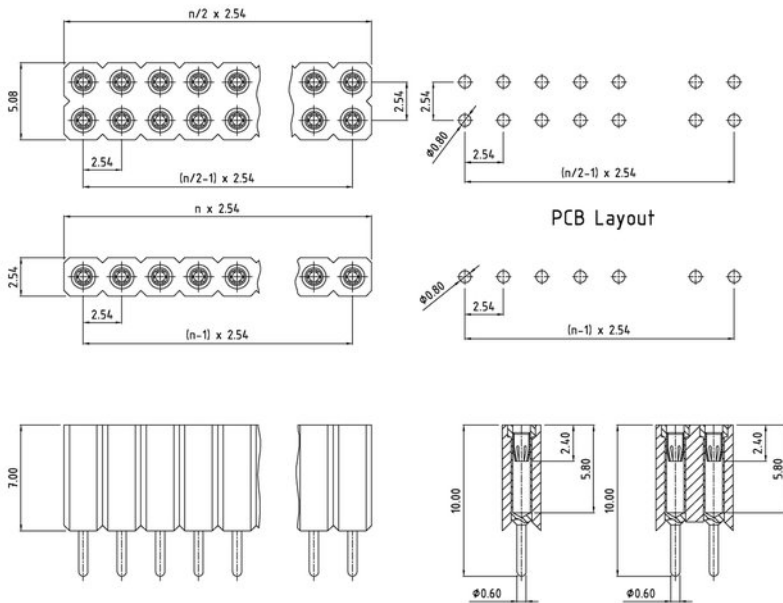 n/2 x 2.54
5.08
2.54
2.54
(n/2-1) x 2.54
2.54
Ø0.80
2.54
(n/2-1) x 2.54
PCB Layout
n x 2.54
2.54
2.54
(n-1) x 2.54
Ø0.80
2.54
(n-1) x 2.54
7.00
10.00
2.40
5.80
Ø0.60
10.00
2.40
5.80
Ø0.60